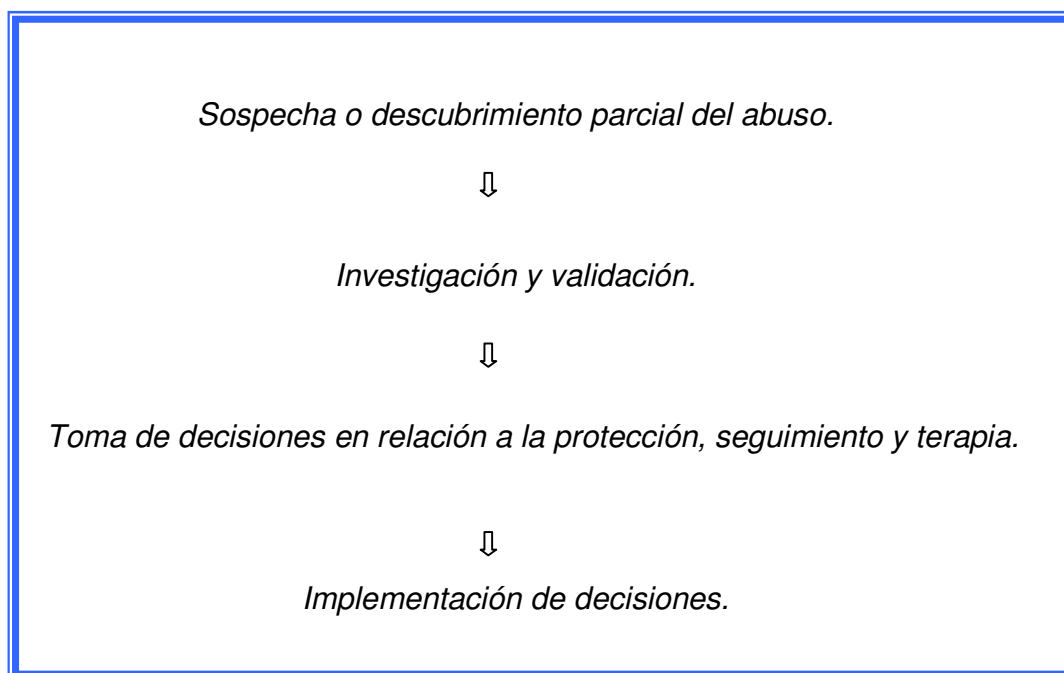 Sospecha o descubrimiento parcial del abuso.
⇩
Investigación y validación.
⇩
Toma de decisiones en relación a la protección, seguimiento y terapia.
⇩
Implementación de decisiones.